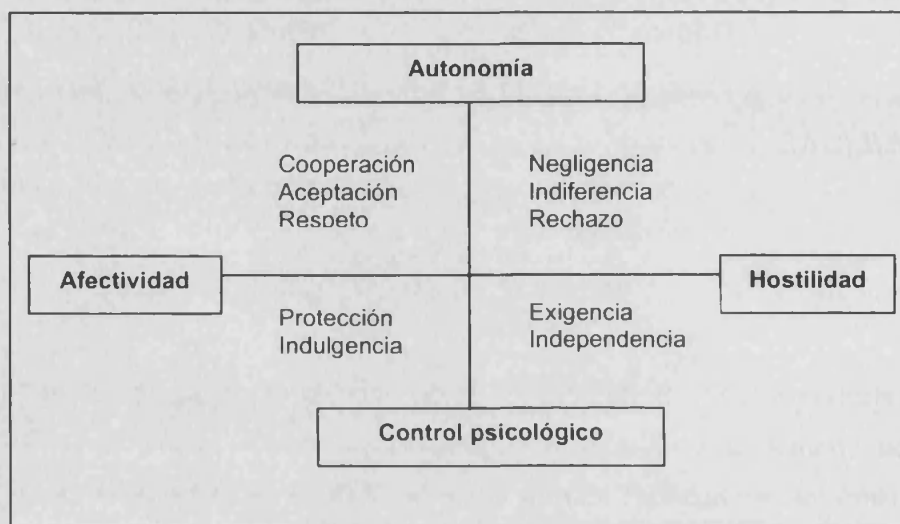 Autonomía
Cooperación
Aceptación
Respeto
Negligencia
Indiferencia
Rechazo
Afectividad
Hostilidad
Protección
Indulgencia
Exigencia
Independencia
Control psicológico